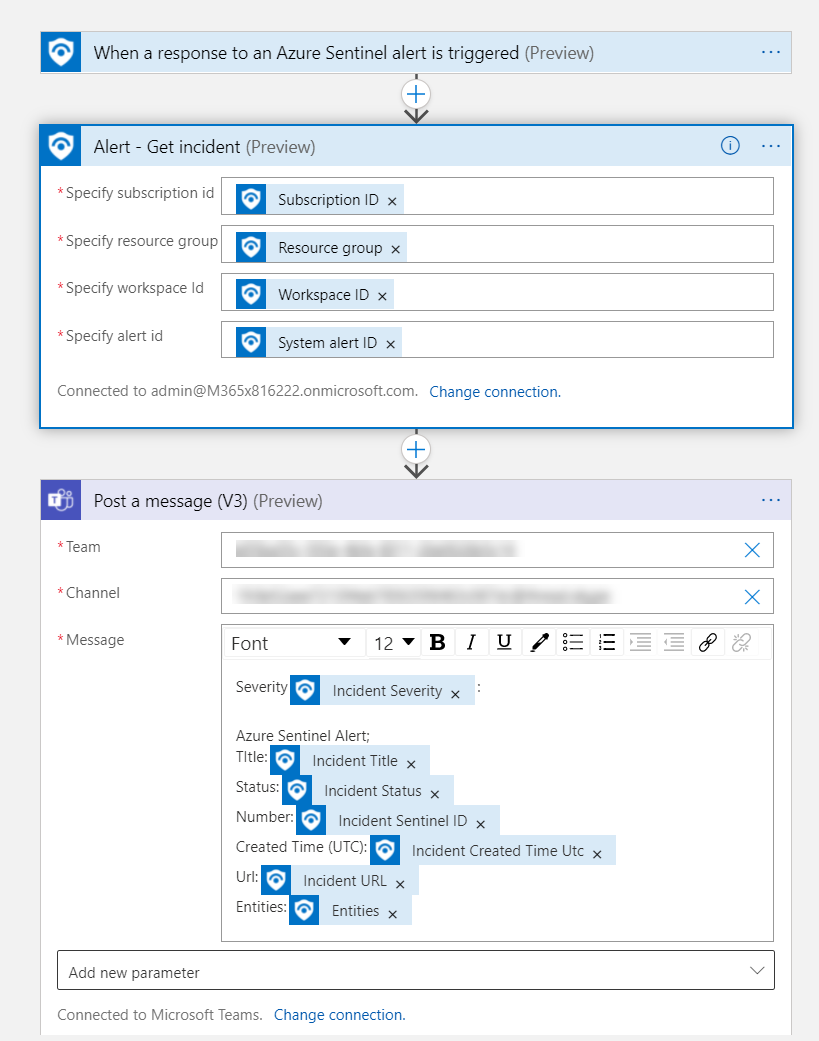 When a response to an Azure Sentinel alert is triggered (Preview)
Alert - Get incident (Preview)
* Specify subscription id Subscription ID ×
* Specify resource group Resource group ×
* Specify workspace Id Workspace ID ×
* Specify alert id System alert ID ×
Connected to admin@M365x816222.onmicrosoft.com. Change connection.
Post a message (V3) (Preview)
* Team
* Channel
* Message
Font 12 B I U
Severity Incident Severity × :
Azure Sentinel Alert;
TItle: Incident Title ×
Status: Incident Status ×
Number: Incident Sentinel ID ×
Created Time (UTC): Incident Created Time Utc ×
Url: Incident URL ×
Entities: Entities ×
Add new parameter
Connected to Microsoft Teams. Change connection.